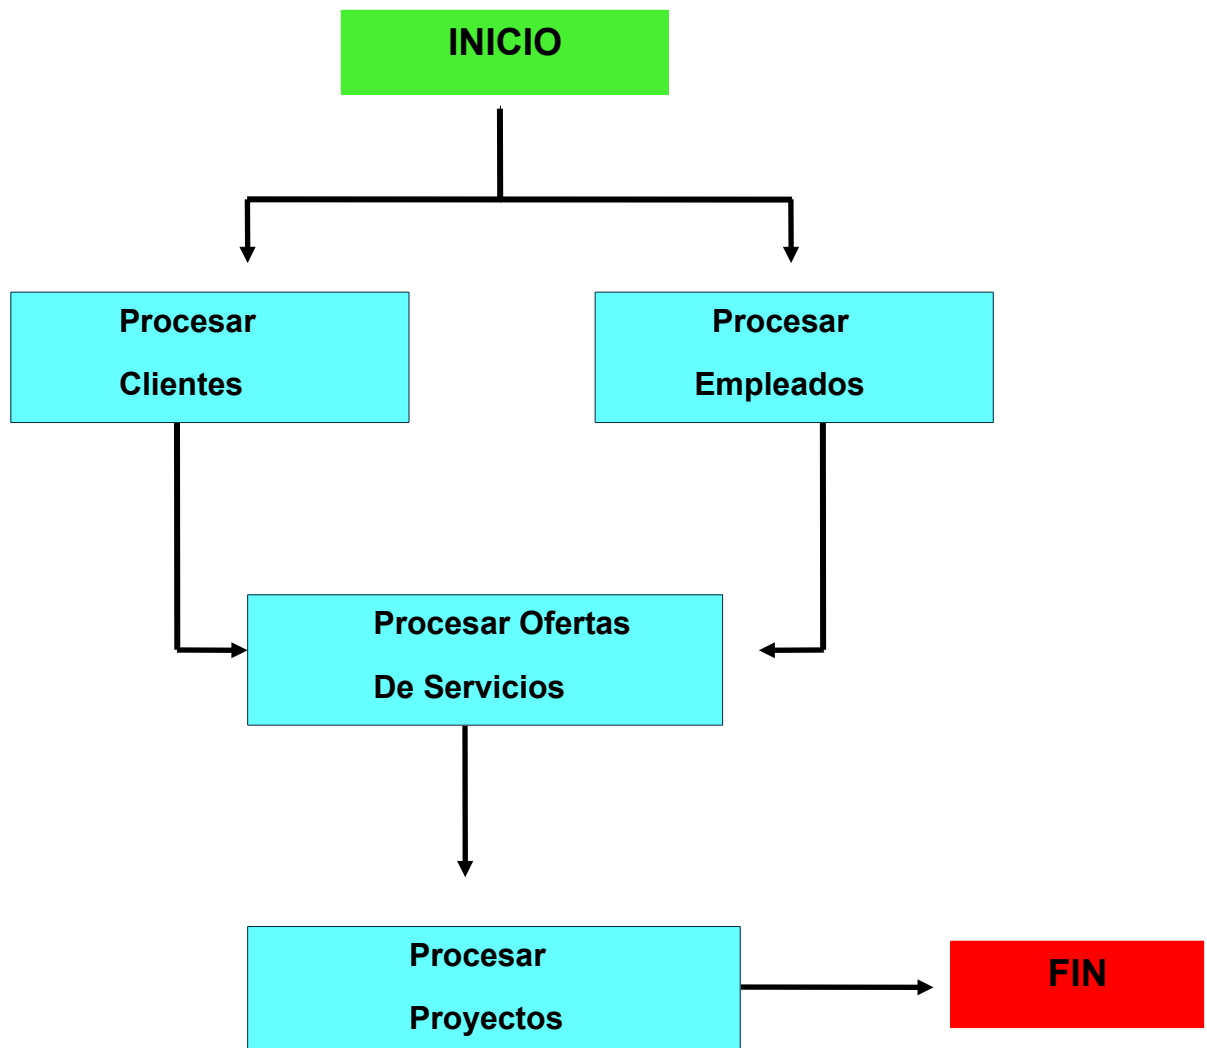 INICIO
Procesar
Clientes
Procesar
Empleados
Procesar Ofertas
De Servicios
Procesar
Proyectos
FIN